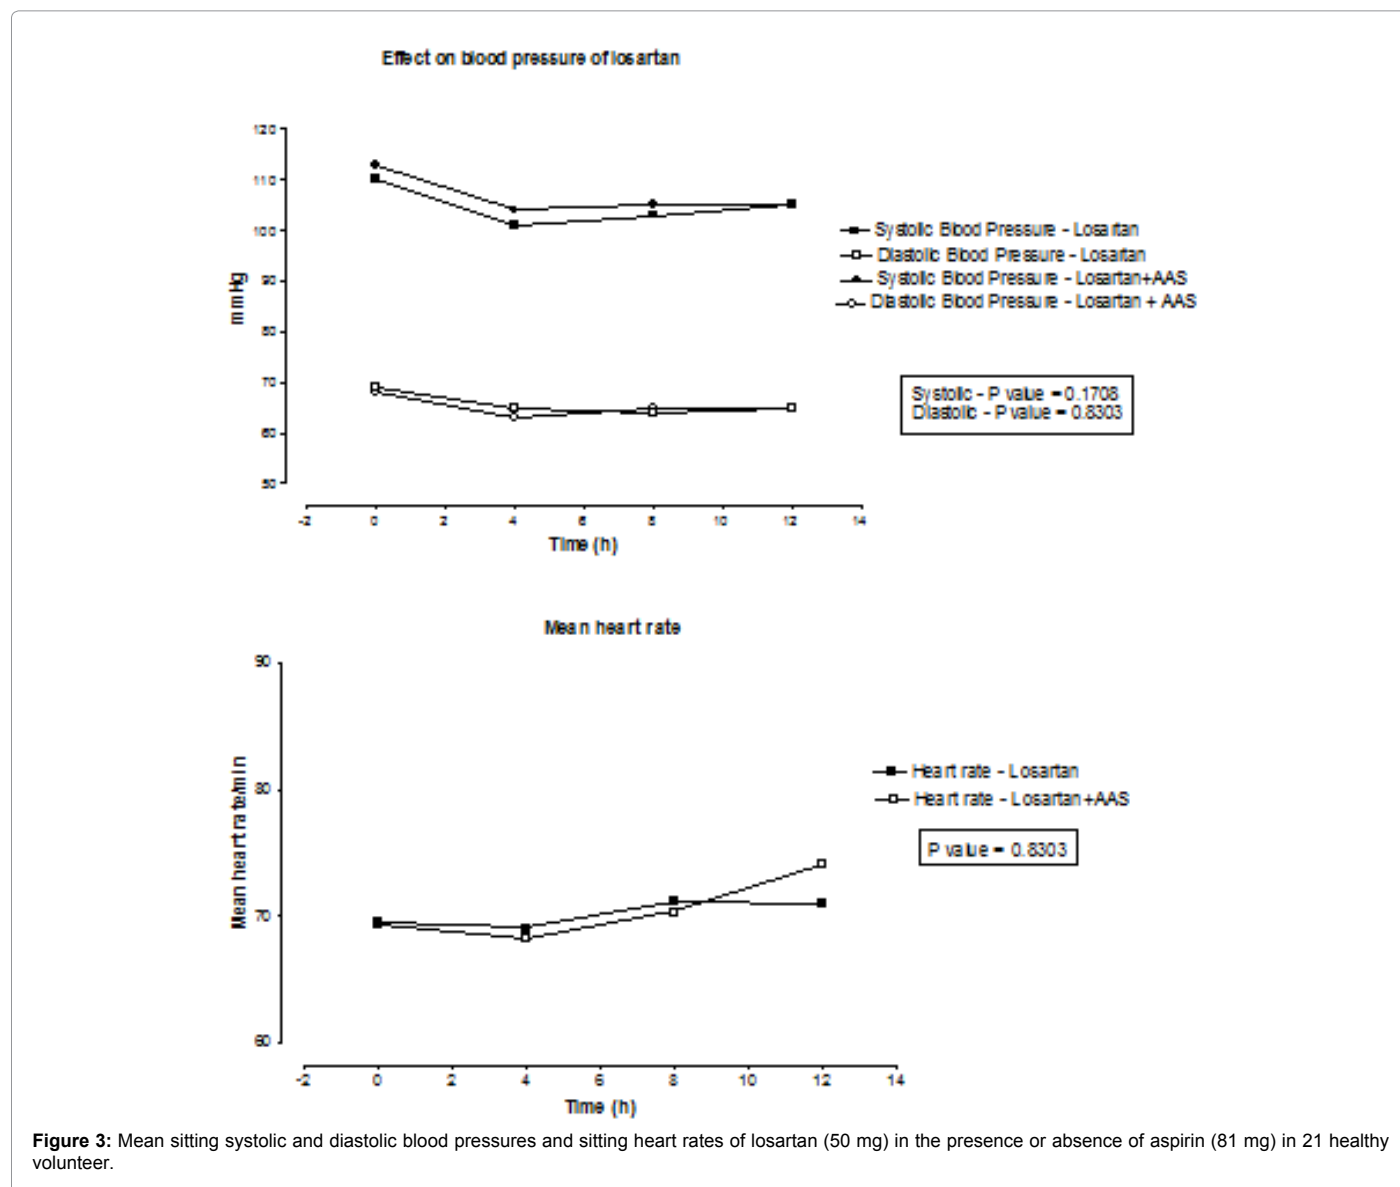 Effect on blood pressure of losartan
120
110
100
90
80
70
60
50
mmHg
Systolic Blood Pressure - Losartan
Diastolic Blood Pressure - Losartan
Systolic Blood Pressure - Losartan+AAS
Diastolic Blood Pressure - Losartan + AAS
Systolic - P value = 0.1708
Diastolic - P value = 0.8303
-2 0 2 4 6 8 10 12 14
Time (h)
Mean heart rate
90
80
70
60
Mean heart rate/min
Heart rate - Losartan
Heart rate - Losartan+AAS
P value = 0.8303
-2 0 2 4 6 8 10 12 14
Time (h)
Figure 3: Mean sitting systolic and diastolic blood pressures and sitting heart rates of losartan (50 mg) in the presence or absence of aspirin (81 mg) in 21 healthy
volunteer.